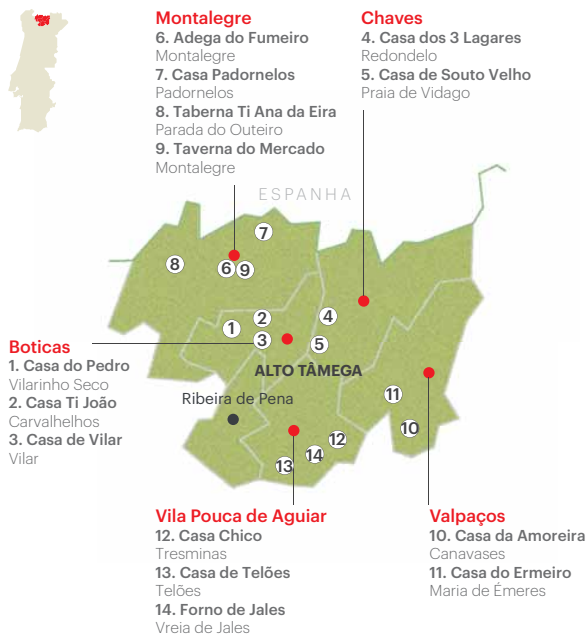 Montalegre
6. Adega do Fumeiro
Montalegre
7. Casa Padornelos
Padornelos
8. Taberna Ti Ana da Eira
Parada do Outeiro
9. Taverna do Mercado
Montalegre
Chaves
4. Casa dos 3 Lagares
Redondelo
5. Casa de Souto Velho
Praia de Vidago
ESPANHA
7
8
6 9
2
4
1
3
5
ALTO TÂMEGA
Ribeira de Pena
11
10
12
14
13
Boticas
1. Casa do Pedro
Vilarinho Seco
2. Casa Ti João
Carvalhelhos
3. Casa de Vilar
Vilar
Vila Pouca de Aguiar
12. Casa Chico
Tresminas
13. Casa de Telões
Telões
14. Forno de Jales
Vreia de Jales
Valpaços
10. Casa da Amoreira
Canavases
11. Casa do Ermeiro
Maria de Émeres